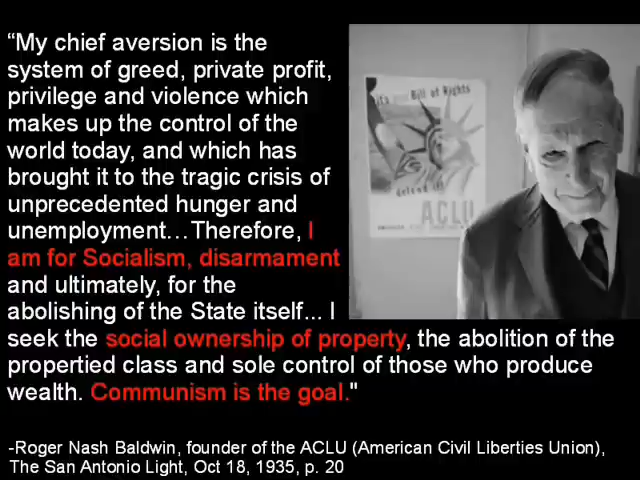 “My chief aversion is the
system of greed, private profit,
privilege and violence which
makes up the control of the
world today, and which has
brought it to the tragic crisis of
unprecedented hunger and
unemployment…Therefore, I
am for Socialism, disarmament
and ultimately, for the
abolishing of the State itself... I
seek the social ownership of property, the abolition of the
propertied class and sole control of those who produce
wealth. Communism is the goal."
-Roger Nash Baldwin, founder of the ACLU (American Civil Liberties Union),
The San Antonio Light, Oct 18, 1935, p. 20
Bill of Rights
defend it
ACLU